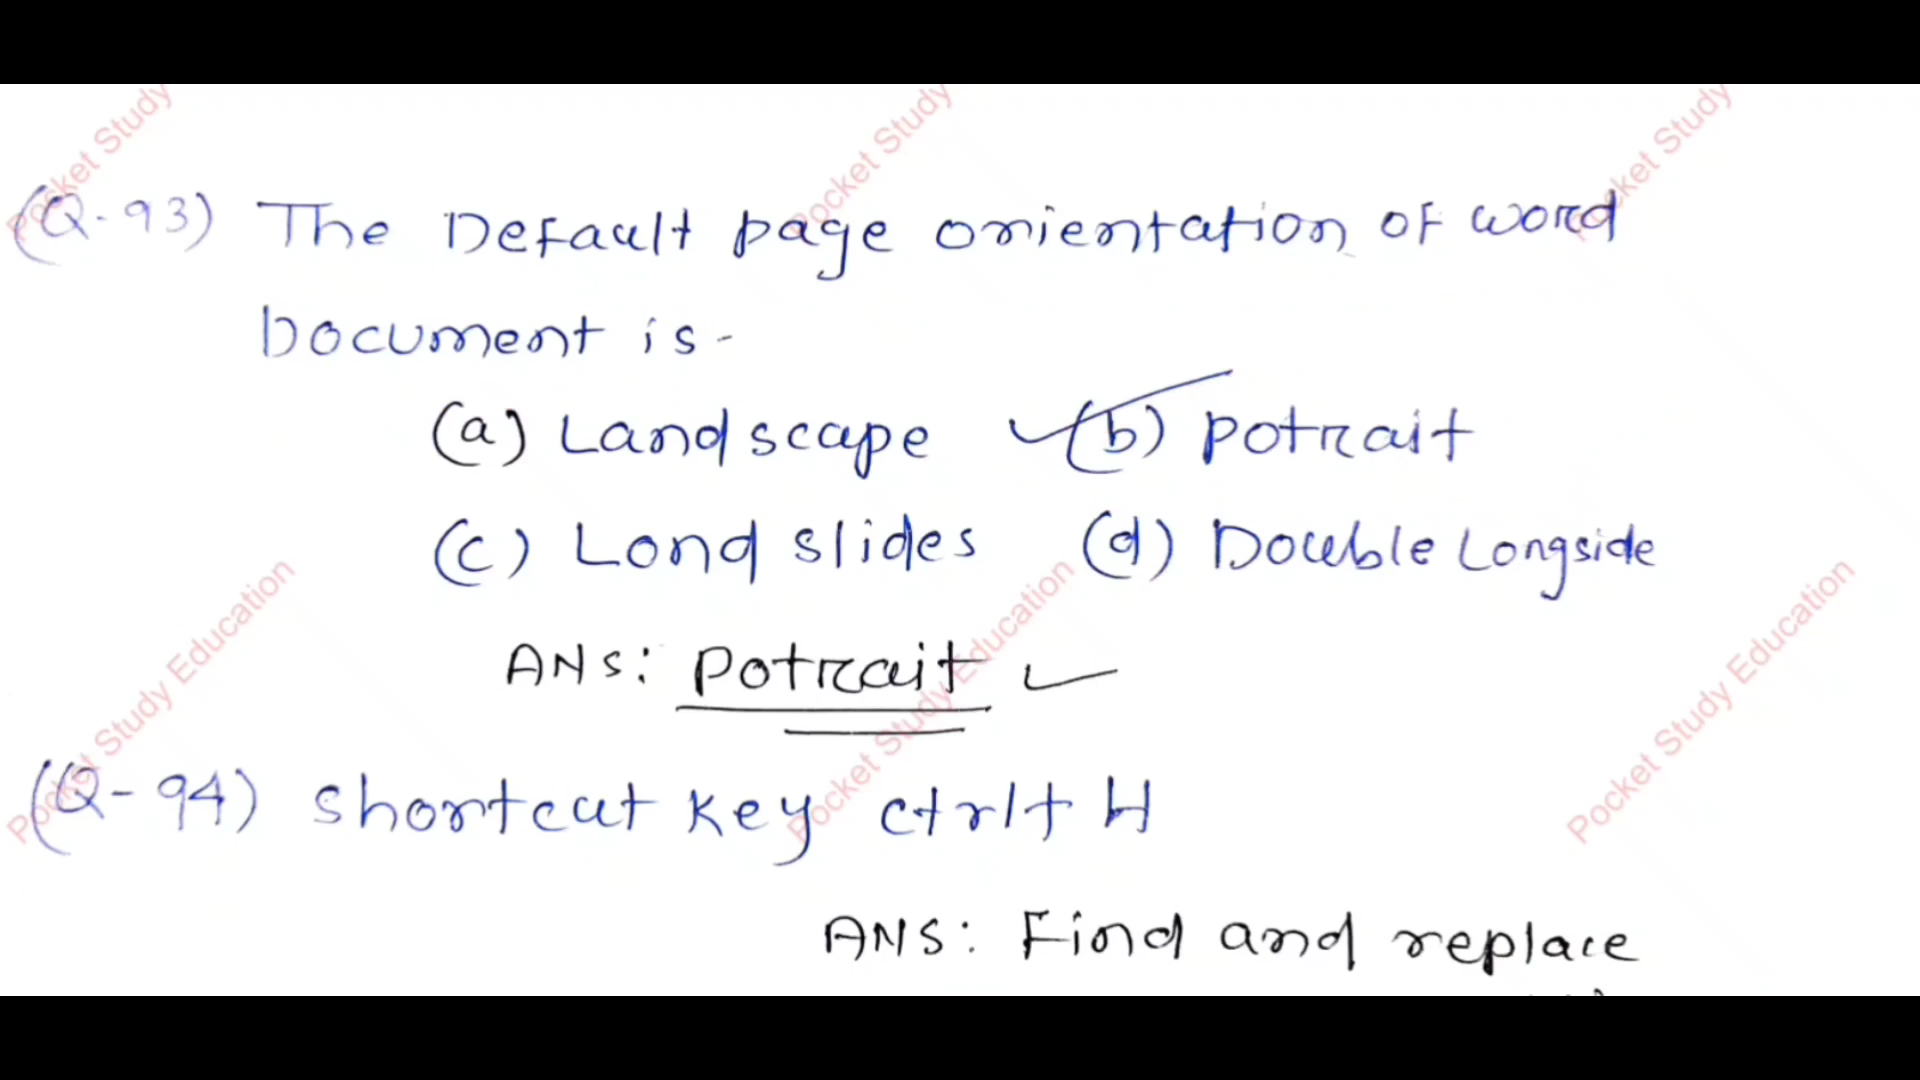 (Q-93) The Default page orientation of word
Document is -
(a) Landscape (b) Potrait
(c) Lond slides (d) Double Longside
ANS: Potrait
(Q-94) Shortcut Key ctrl+ H
ANS: Find and replace
Pocket Study
Pocket Study
Pocket Study
Pocket Study Education
Pocket Study Education
Pocket Study Education